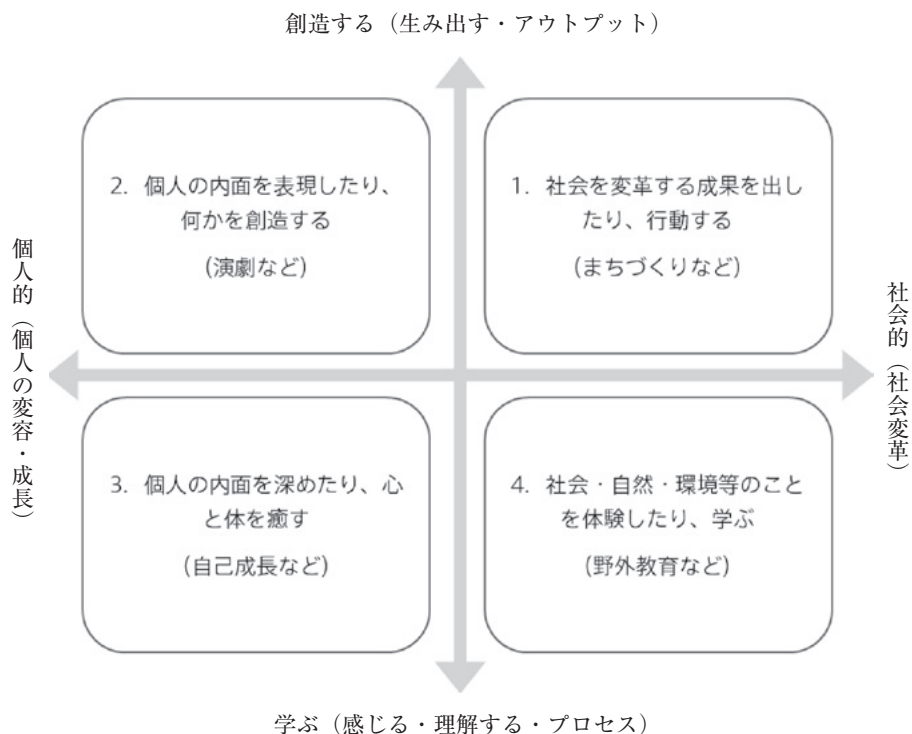 創造する（生み出す・アウトプット）
2. 個人の内面を表現したり、
何かを創造する
(演劇など)
1. 社会を変革する成果を出し
たり、行動する
(まちづくりなど)
個人的（個人の変容・成長）
社会的（社会変革）
3. 個人の内面を深めたり、心
と体を癒す
(自己成長など)
4. 社会・自然・環境等のこと
を体験したり、学ぶ
(野外教育など)
学ぶ（感じる・理解する・プロセス）